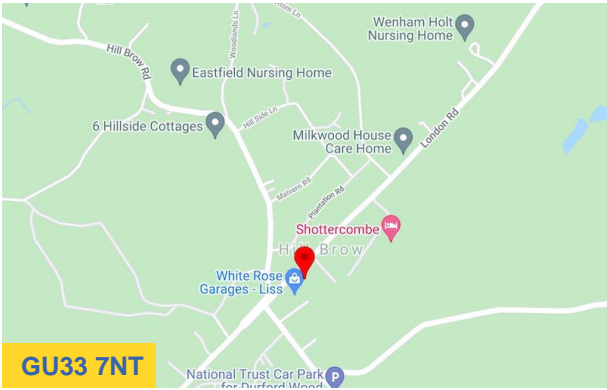 Wenham Holt
Nursing Home
Woodlands Ln
Hill Brow Rd
Eastfield Nursing Home
6 Hillside Cottages
Hill Side Ln
Milkwood House
Care Home
London Rd
Malvern Rd
Plantation Rd
Shottercombe
Hill Brow
White Rose
Garages - Liss
GU33 7NT
National Trust Car Park
for Durford Wood